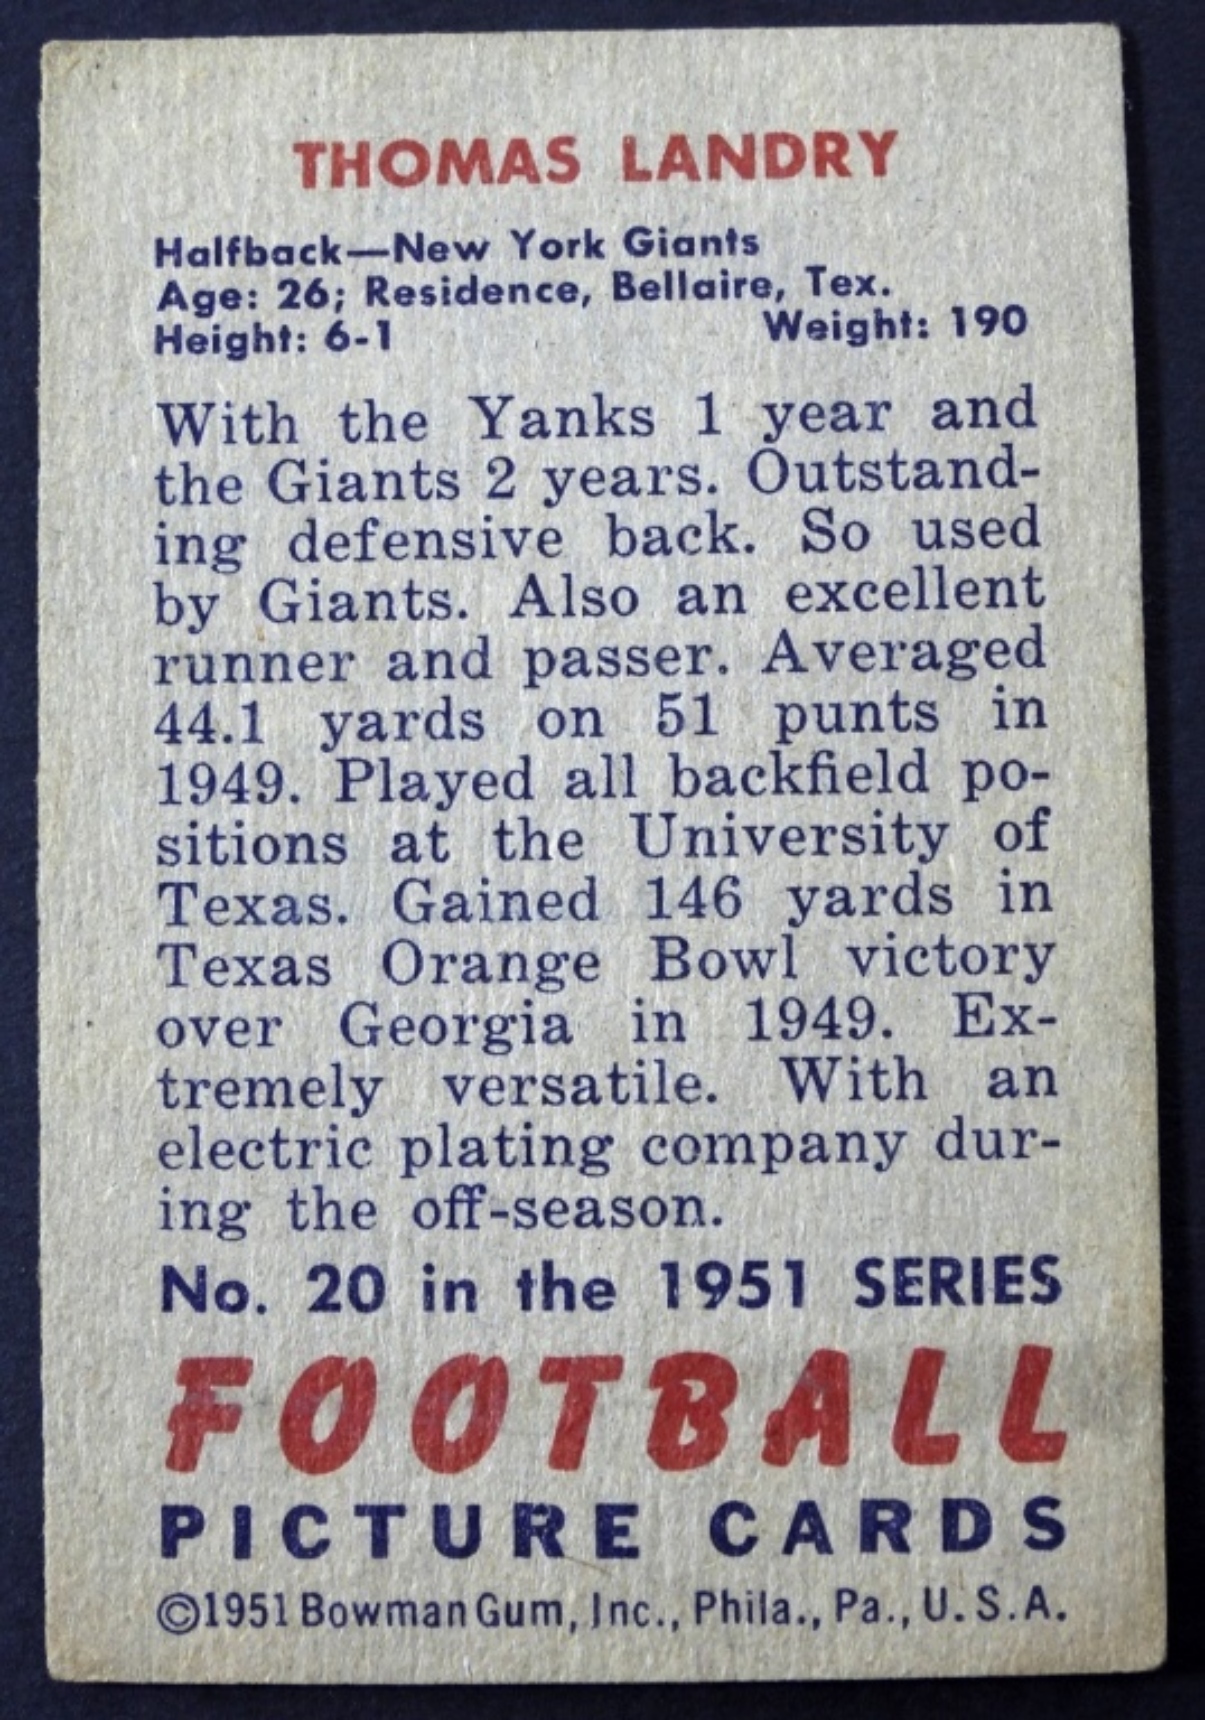 THOMAS LANDRY
Halfback—New York Giants
Age: 26; Residence, Bellaire, Tex.
Height: 6-1 Weight: 190
With the Yanks 1 year and
the Giants 2 years. Outstand-
ing defensive back. So used
by Giants. Also an excellent
runner and passer. Averaged
44.1 yards on 51 punts in
1949. Played all backfield po-
sitions at the University of
Texas. Gained 146 yards in
Texas Orange Bowl victory
over Georgia in 1949. Ex-
tremely versatile. With an
electric plating company dur-
ing the off-season.
No. 20 in the 1951 SERIES
FOOTBALL
PICTURE CARDS
©1951 Bowman Gum, Inc., Phila., Pa., U.S.A.